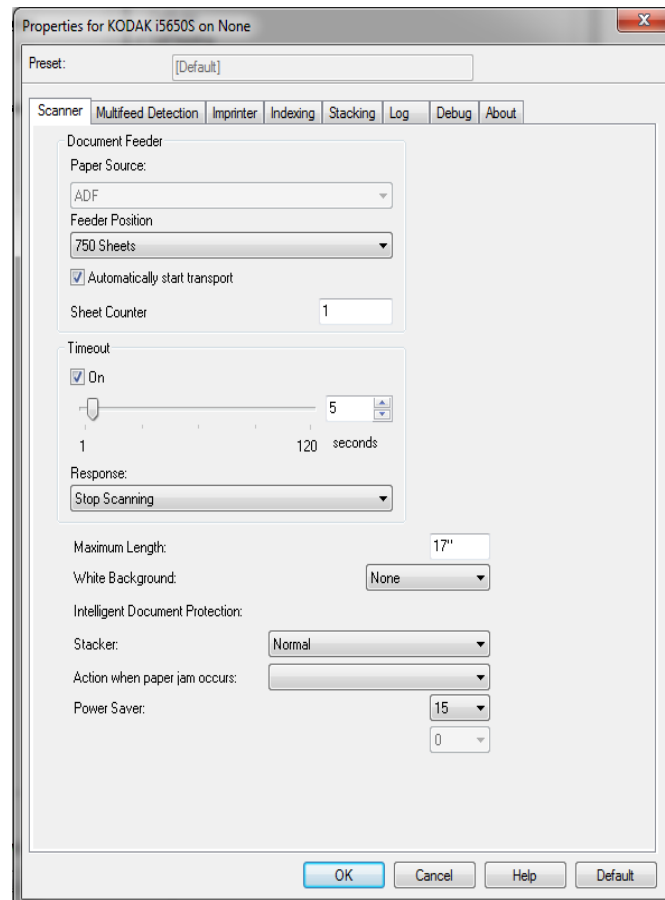 Properties for KODAK i5650S on None
x
Preset: [Default]
Scanner Multifeed Detection Imprinter Indexing Stacking Log Debug About
Document Feeder
Paper Source:
ADF
Feeder Position
750 Sheets
Automatically start transport
Sheet Counter 1
Timeout
On
5
1 120 seconds
Response:
Stop Scanning
Maximum Length: 17"
White Background: None
Intelligent Document Protection:
Stacker: Normal
Action when paper jam occurs:
Power Saver: 15
0
OK Cancel Help Default